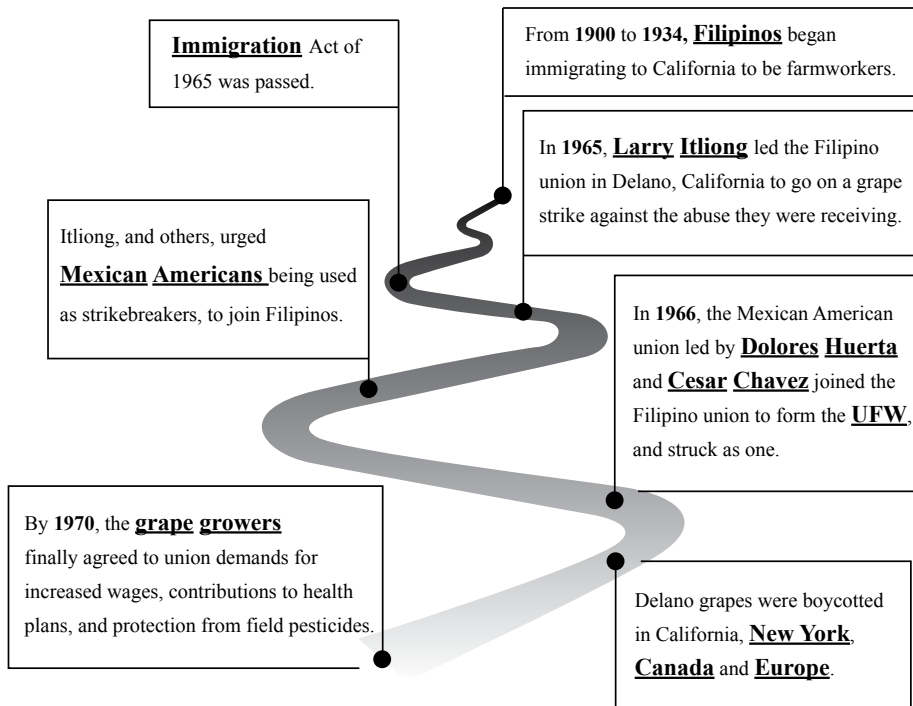 Immigration Act of
1965 was passed.
From 1900 to 1934, Filipinos began
immigrating to California to be farmworkers.
In 1965, Larry Itliong led the Filipino
union in Delano, California to go on a grape
strike against the abuse they were receiving.
Itliong, and others, urged
Mexican Americans being used
as strikebreakers, to join Filipinos.
In 1966, the Mexican American
union led by Dolores Huerta
and Cesar Chavez joined the
Filipino union to form the UFW,
and struck as one.
By 1970, the grape growers
finally agreed to union demands for
increased wages, contributions to health
plans, and protection from field pesticides.
Delano grapes were boycotted
in California, New York,
Canada and Europe.